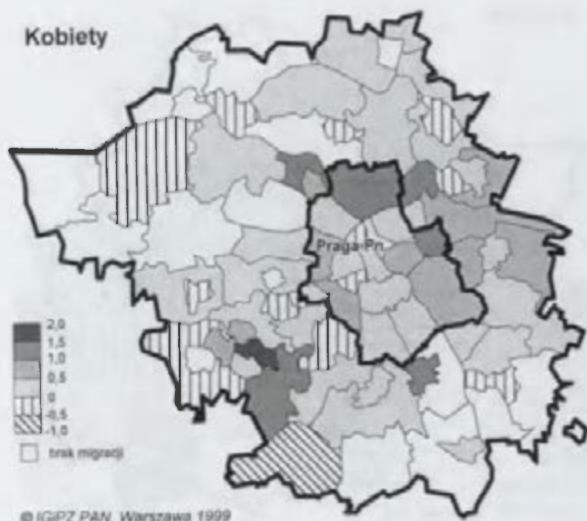 Kobiety
Praga-Pn.
2,0
1,5
1,0
0,5
0
-0,5
-1,0
brak migracji
© IGiPZ PAN, Warszawa 1999